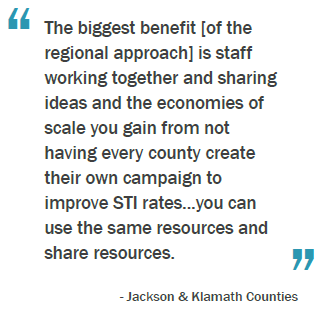 “
The biggest benefit [of the
regional approach] is staff
working together and sharing
ideas and the economies of
scale you gain from not
having every county create
their own campaign to
improve STI rates...you can
use the same resources and
share resources.
”
- Jackson & Klamath Counties